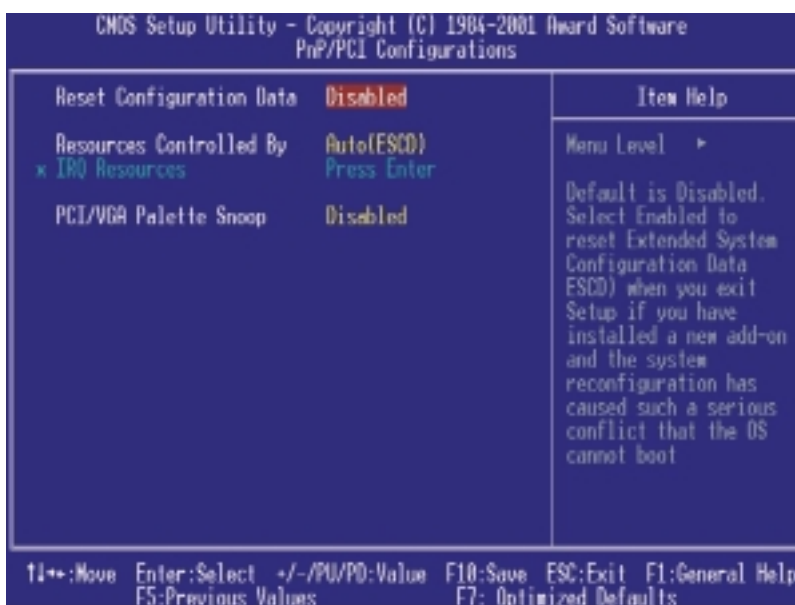 CMOS Setup Utility - Copyright (C) 1984-2001 Award Software
PnP/PCI Configurations
Reset Configuration Data Disabled
Resources Controlled By Auto(ESCD)
x IRQ Resources Press Enter
PCI/VGA Palette Snoop Disabled
Item Help
Menu Level ►
Default is Disabled.
Select Enabled to
reset Extended System
Configuration Data
ESCD) when you exit
Setup if you have
installed a new add-on
and the system
reconfiguration has
caused such a serious
conflict that the OS
cannot boot
↑↓→←:Move Enter:Select +/-/PU/PD:Value F10:Save ESC:Exit F1:General Help
F5:Previous Values F7: Optimized Defaults